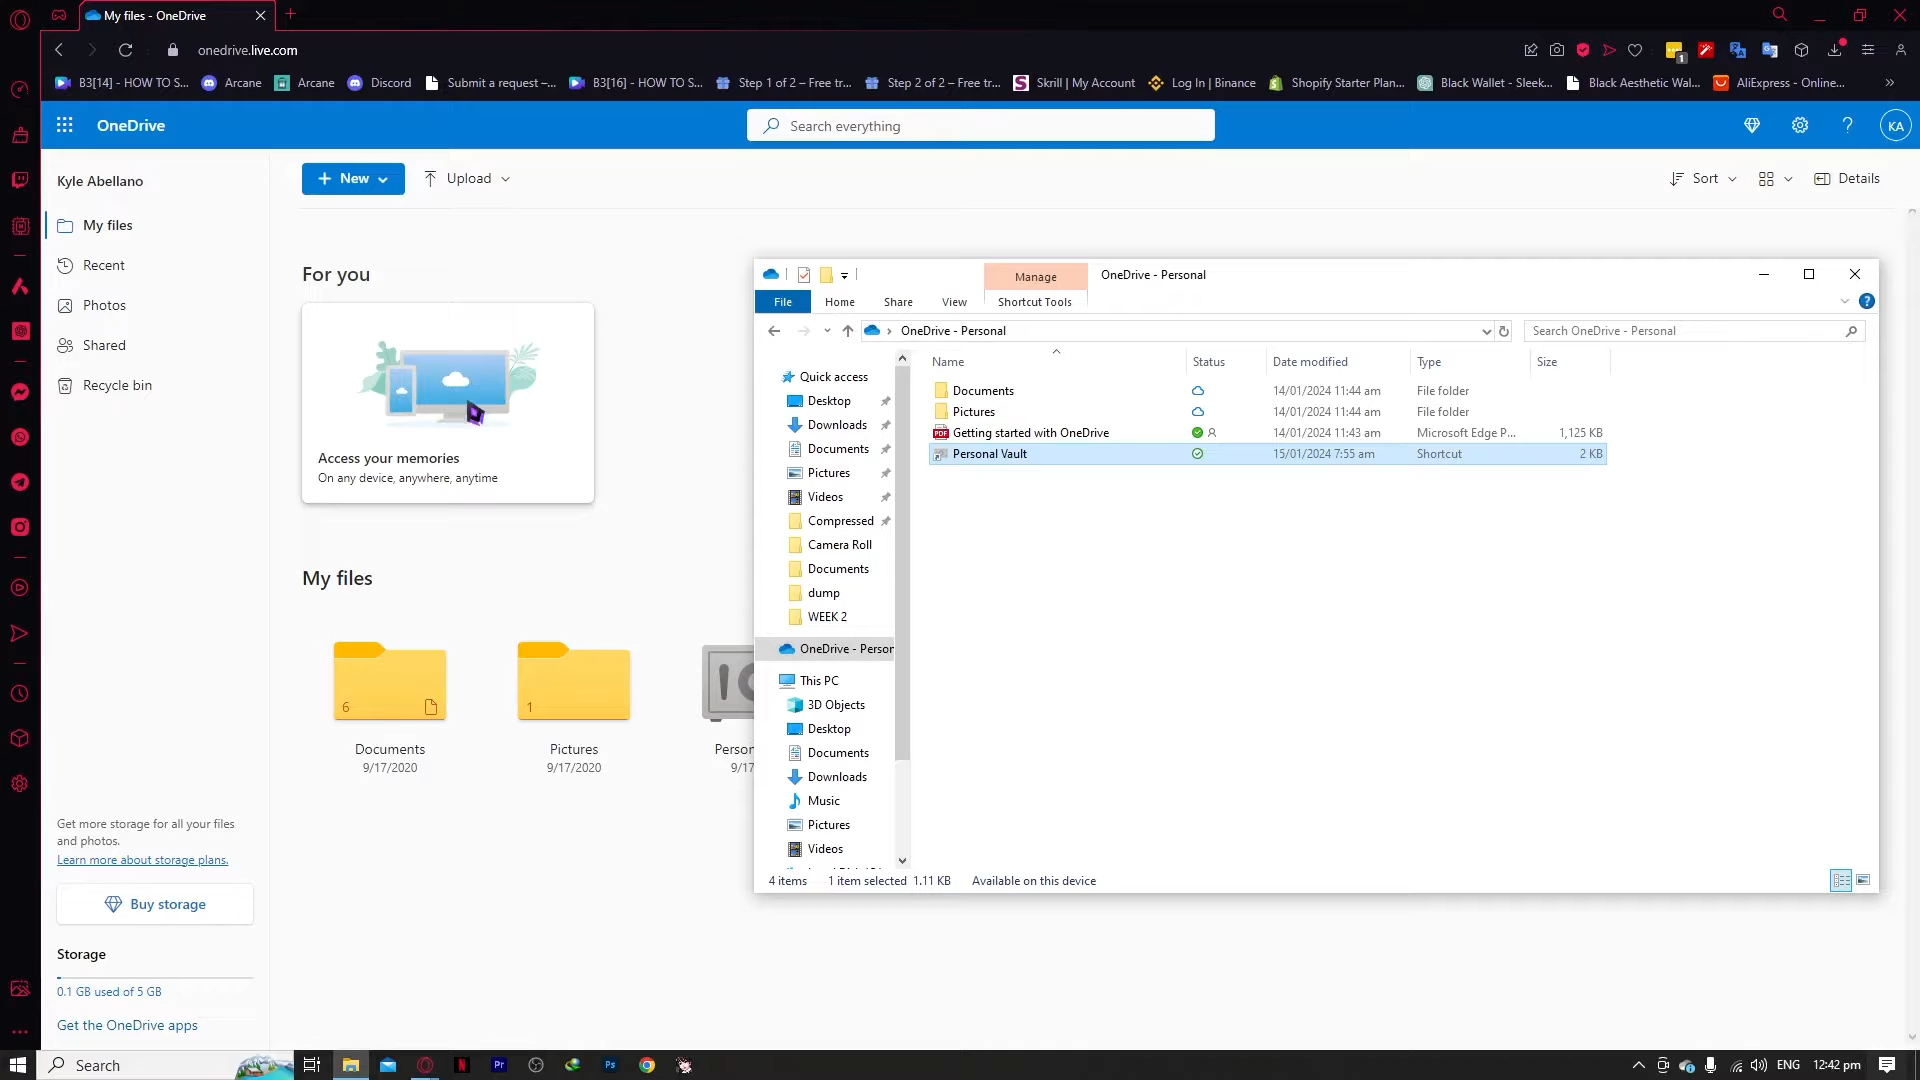 My files - OneDrive
onedrive.live.com
B3[14] - HOW TO S...
Arcane
Arcane
Discord
Submit a request –...
B3[16] - HOW TO S...
Step 1 of 2 – Free tr...
Step 2 of 2 – Free tr...
Skrill | My Account
Log In | Binance
Shopify Starter Plan...
Black Wallet - Sleek...
Black Aesthetic Wal...
AliExpress - Online...
OneDrive
Search everything
KA
Kyle Abellano
New
Upload
Sort
Details
My files
Recent
Photos
Shared
Recycle bin
For you
Access your memories
On any device, anywhere, anytime
My files
6
Documents
9/17/2020
1
Pictures
9/17/2020
Person
9/17
Get more storage for all your files
and photos.
Learn more about storage plans.
Buy storage
Storage
0.1 GB used of 5 GB
Get the OneDrive apps
Manage
OneDrive - Personal
File
Home
Share
View
Shortcut Tools
OneDrive - Personal
Search OneDrive - Personal
Name
Status
Date modified
Type
Size
Documents
14/01/2024 11:44 am
File folder
Pictures
14/01/2024 11:44 am
File folder
PDF
Getting started with OneDrive
14/01/2024 11:43 am
Microsoft Edge P...
1,125 KB
Personal Vault
15/01/2024 7:55 am
Shortcut
2 KB
Quick access
Desktop
Downloads
Documents
Pictures
Videos
Compressed
Camera Roll
Documents
dump
WEEK 2
OneDrive - Person
This PC
3D Objects
Desktop
Documents
Downloads
Music
Pictures
Videos
4 items
1 item selected 1.11 KB
Available on this device
Search
Pr
Ps
ENG
12:42 pm